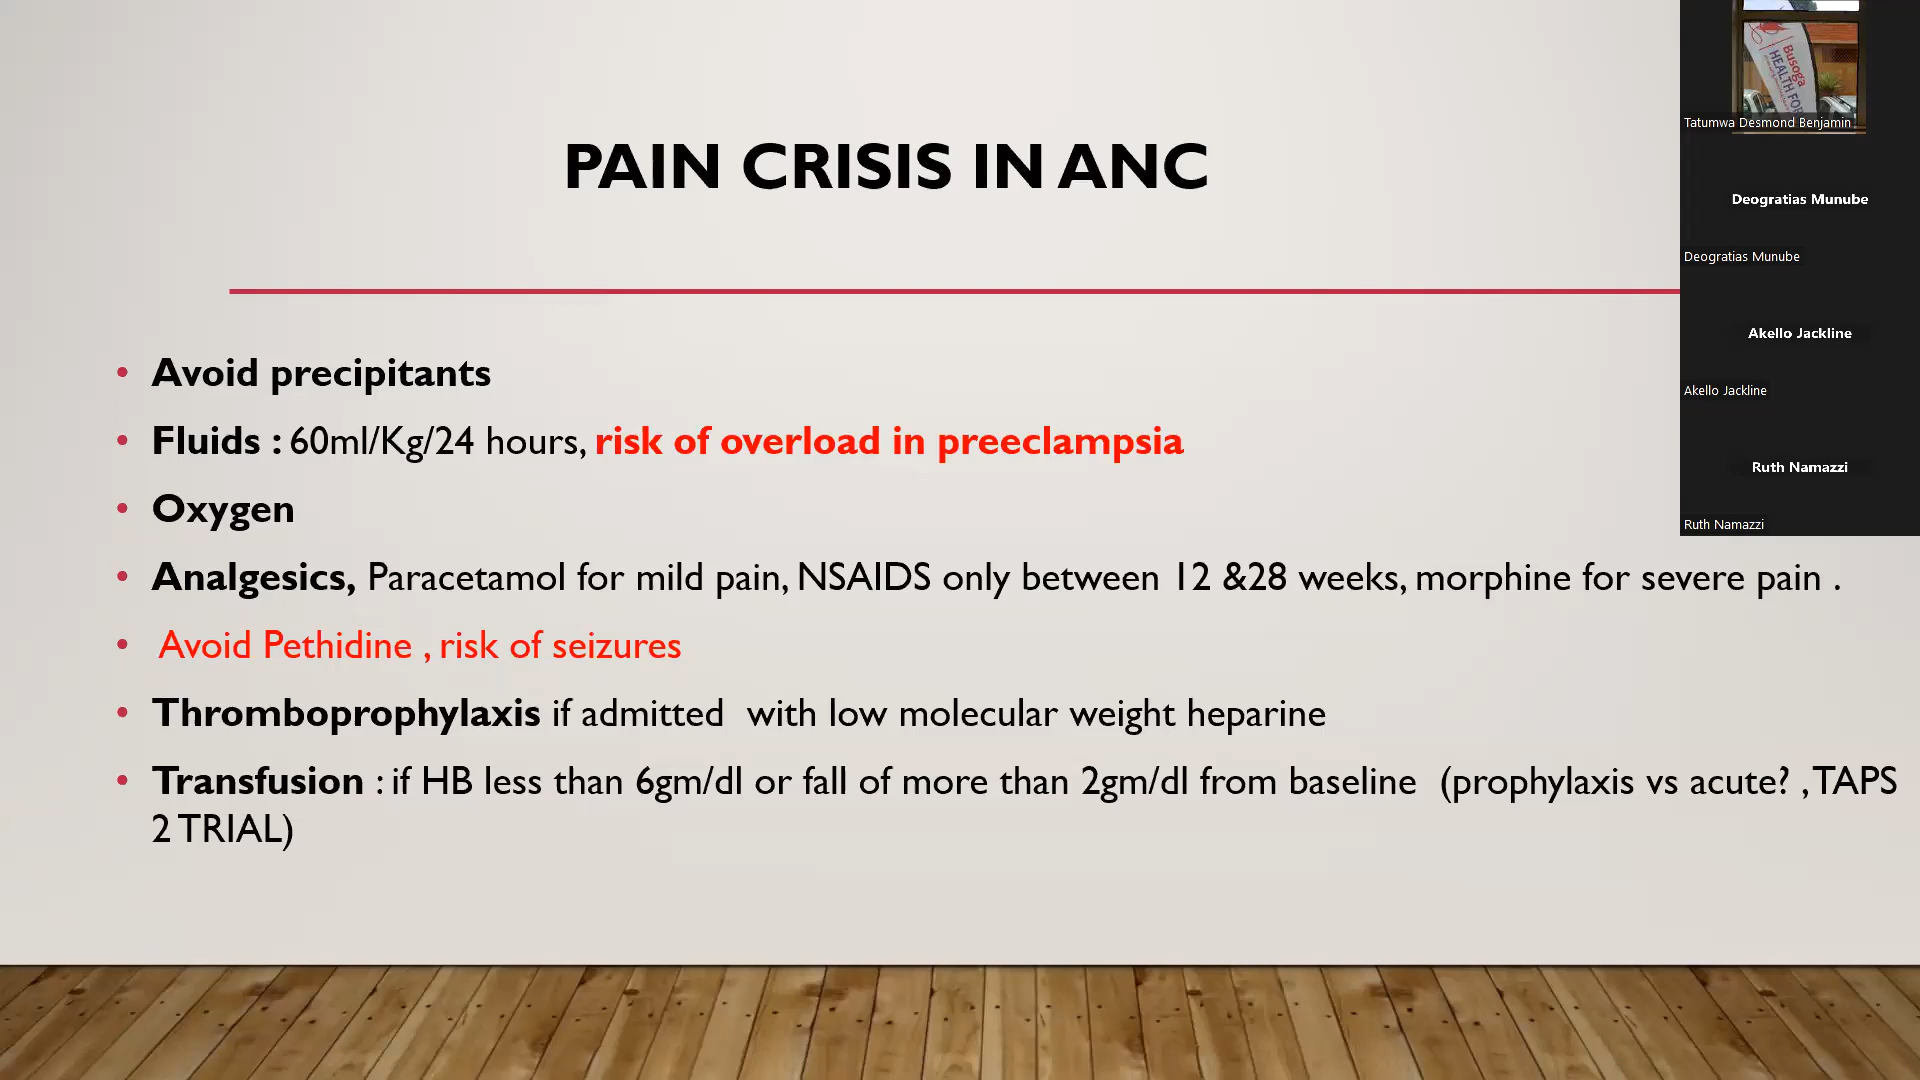 PAIN CRISIS IN ANC
• Avoid precipitants
• Fluids : 60ml/Kg/24 hours, risk of overload in preeclampsia
• Oxygen
• Analgesics, Paracetamol for mild pain, NSAIDS only between 12 &28 weeks, morphine for severe pain .
• Avoid Pethidine , risk of seizures
• Thromboprophylaxis if admitted with low molecular weight heparine
• Transfusion : if HB less than 6gm/dl or fall of more than 2gm/dl from baseline (prophylaxis vs acute? , TAPS
2 TRIAL)
Busoga
HEALTH FOR
Tatumwa Desmond Benjamin
Deogratias Munube
Deogratias Munube
Akello Jackline
Akello Jackline
Ruth Namazzi
Ruth Namazzi